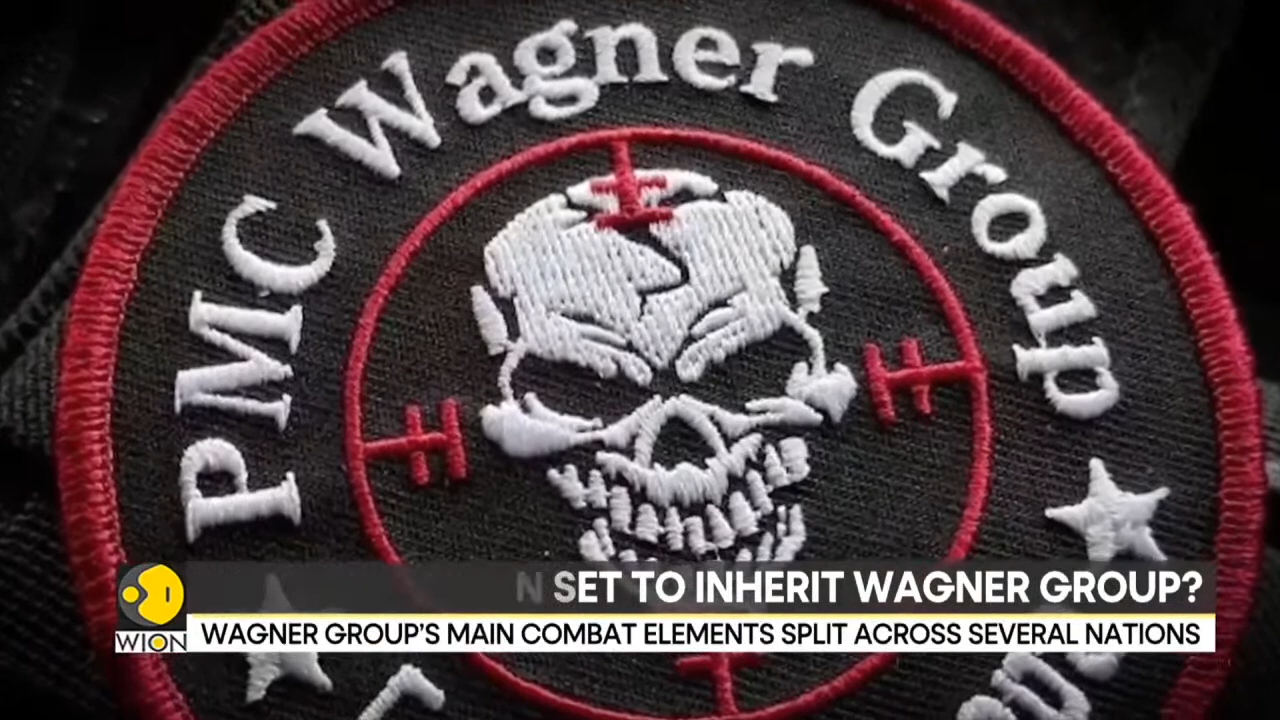 PMC Wagner Group
N SET TO INHERIT WAGNER GROUP?
WION
WAGNER GROUP'S MAIN COMBAT ELEMENTS SPLIT ACROSS SEVERAL NATIONS